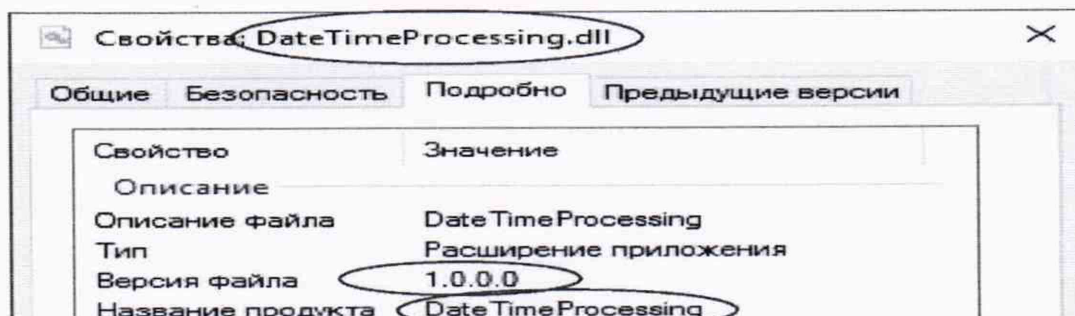 Свойства: DateTimeProcessing.dll
Общие Безопасность Подробно Предыдущие версии
Свойство Значение
Описание
Описание файла DateTimeProcessing
Тип Расширение приложения
Версия файла 1.0.0.0
Название продукта DateTimeProcessing